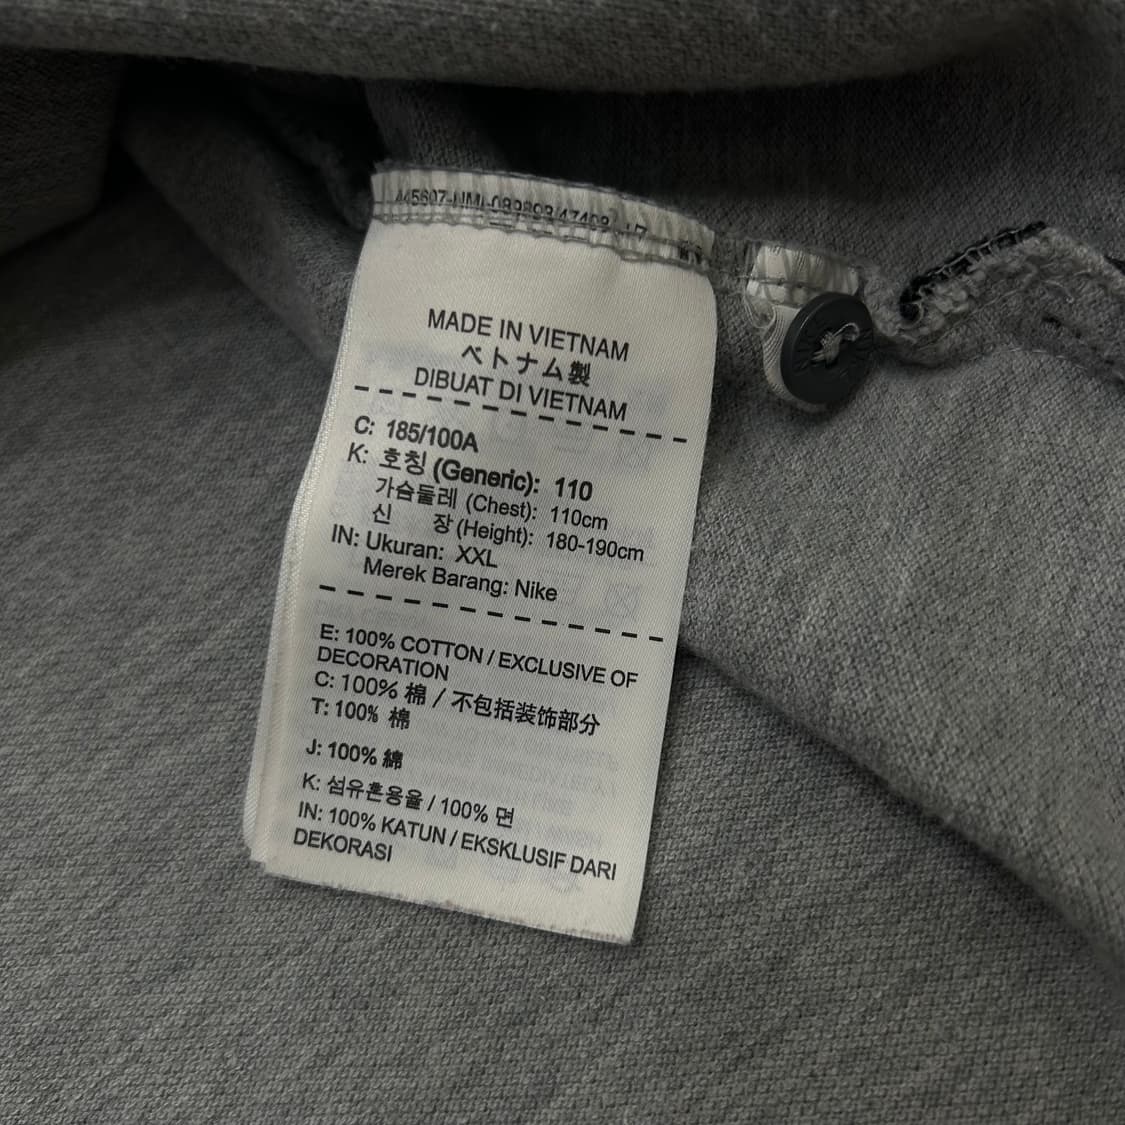 MADE IN VIETNAM
ベトナム製
DIBUAT DI VIETNAM
C: 185/100A
K: 호칭 (Generic): 110
가슴둘레 (Chest): 110cm
신 장 (Height): 180-190cm
IN: Ukuran: XXL
Merek Barang: Nike
E: 100% COTTON / EXCLUSIVE OF
DECORATION
C: 100% 棉 / 不包括装饰部分
T: 100% 棉
J: 100% 綿
K: 섬유혼용율 / 100% 면
IN: 100% KATUN / EKSKLUSIF DARI
DEKORASI